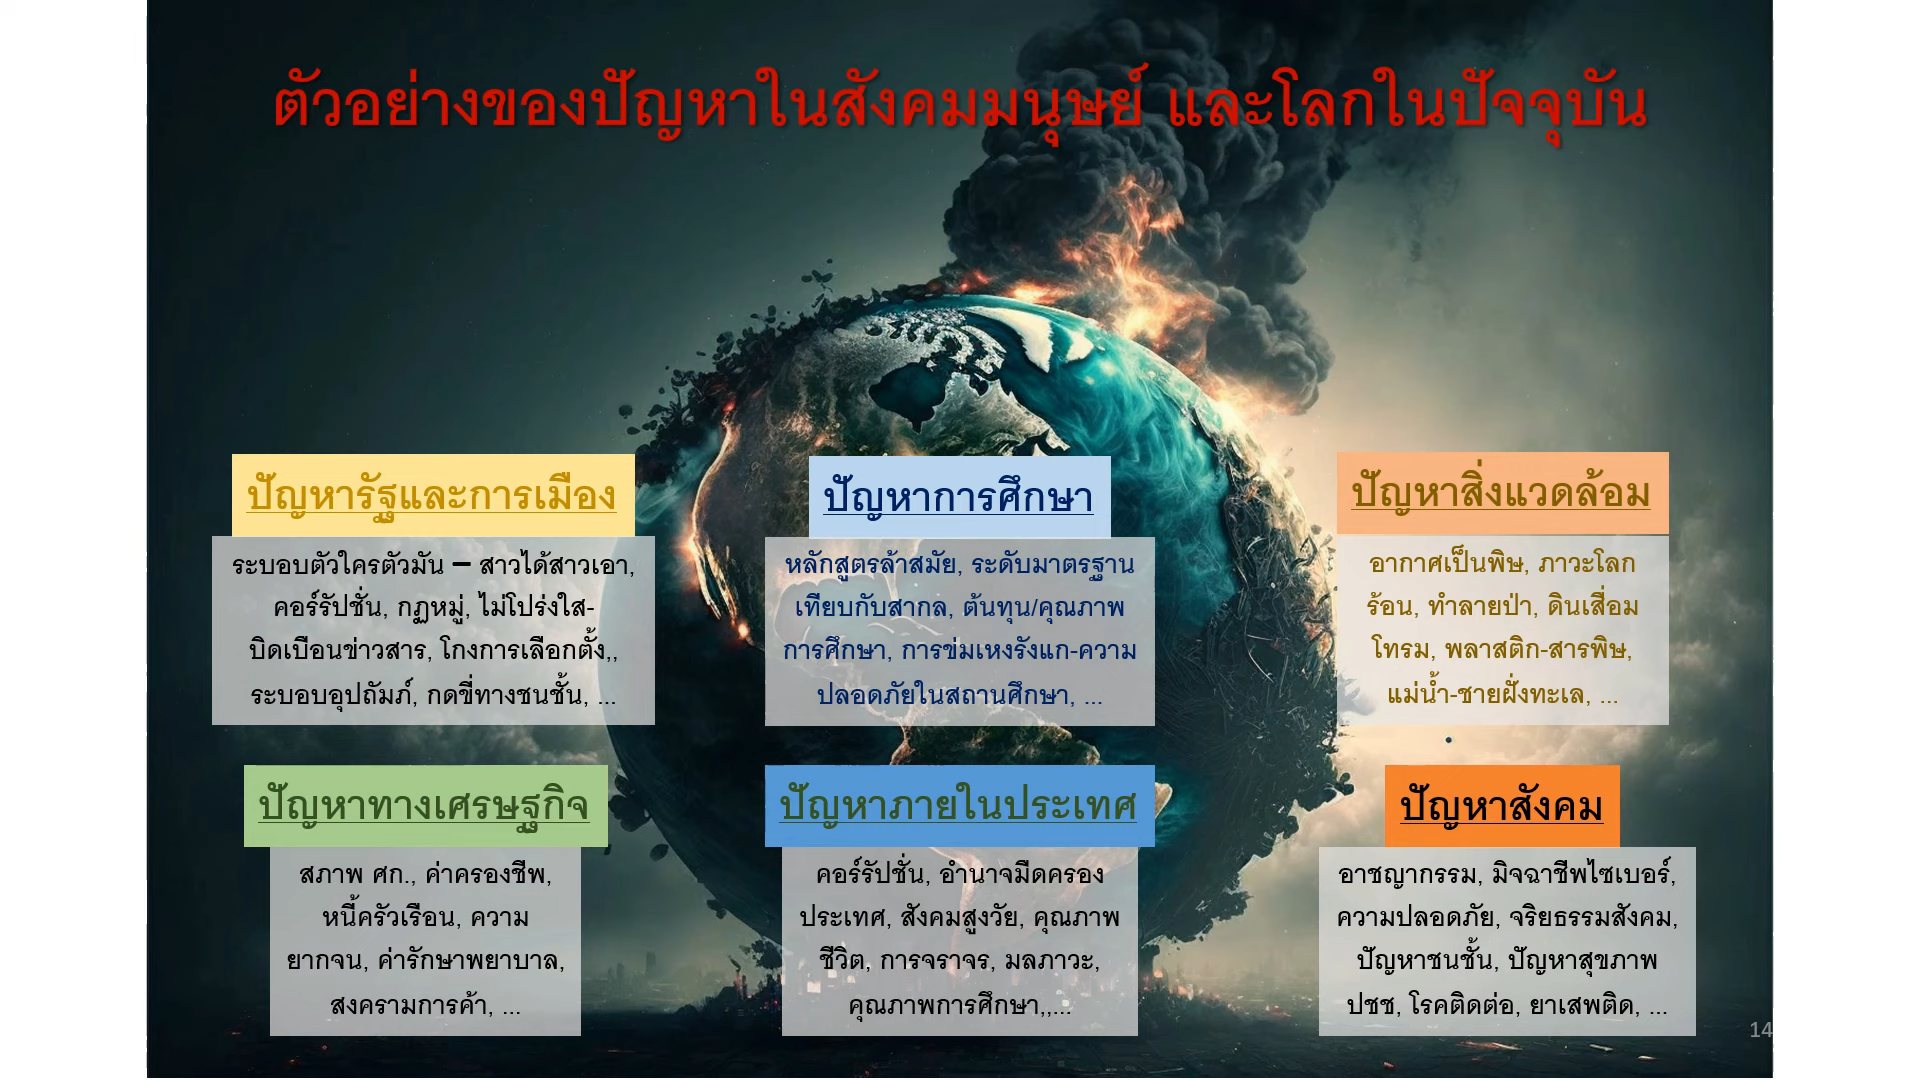 ตัวอย่างของปัญหาในสังคมมนุษย์ และโลกในปัจจุบัน
ปัญหารัฐและการเมือง
ระบอบตัวใครตัวมัน – สาวได้สาวเอา,
คอร์รัปชั่น, กฏหมู่, ไม่โปร่งใส-
บิดเบือนข่าวสาร, โกงการเลือกตั้ง,,
ระบอบอุปถัมภ์, กดขี่ทางชนชั้น, ...
ปัญหาการศึกษา
หลักสูตรล้าสมัย, ระดับมาตรฐาน
เทียบกับสากล, ต้นทุน/คุณภาพ
การศึกษา, การข่มเหงรังแก-ความ
ปลอดภัยในสถานศึกษา, ...
ปัญหาสิ่งแวดล้อม
อากาศเป็นพิษ, ภาวะโลก
ร้อน, ทำลายป่า, ดินเสื่อม
โทรม, พลาสติก-สารพิษ,
แม่น้ำ-ชายฝั่งทะเล, ...
ปัญหาทางเศรษฐกิจ
สภาพ ศก., ค่าครองชีพ,
หนี้ครัวเรือน, ความ
ยากจน, ค่ารักษาพยาบาล,
สงครามการค้า, ...
ปัญหาภายในประเทศ
คอร์รัปชั่น, อำนาจมืดครอง
ประเทศ, สังคมสูงวัย, คุณภาพ
ชีวิต, การจราจร, มลภาวะ,
คุณภาพการศึกษา,,...
ปัญหาสังคม
อาชญากรรม, มิจฉาชีพไซเบอร์,
ความปลอดภัย, จริยธรรมสังคม,
ปัญหาชนชั้น, ปัญหาสุขภาพ
ปชช, โรคติดต่อ, ยาเสพติด, ...
14